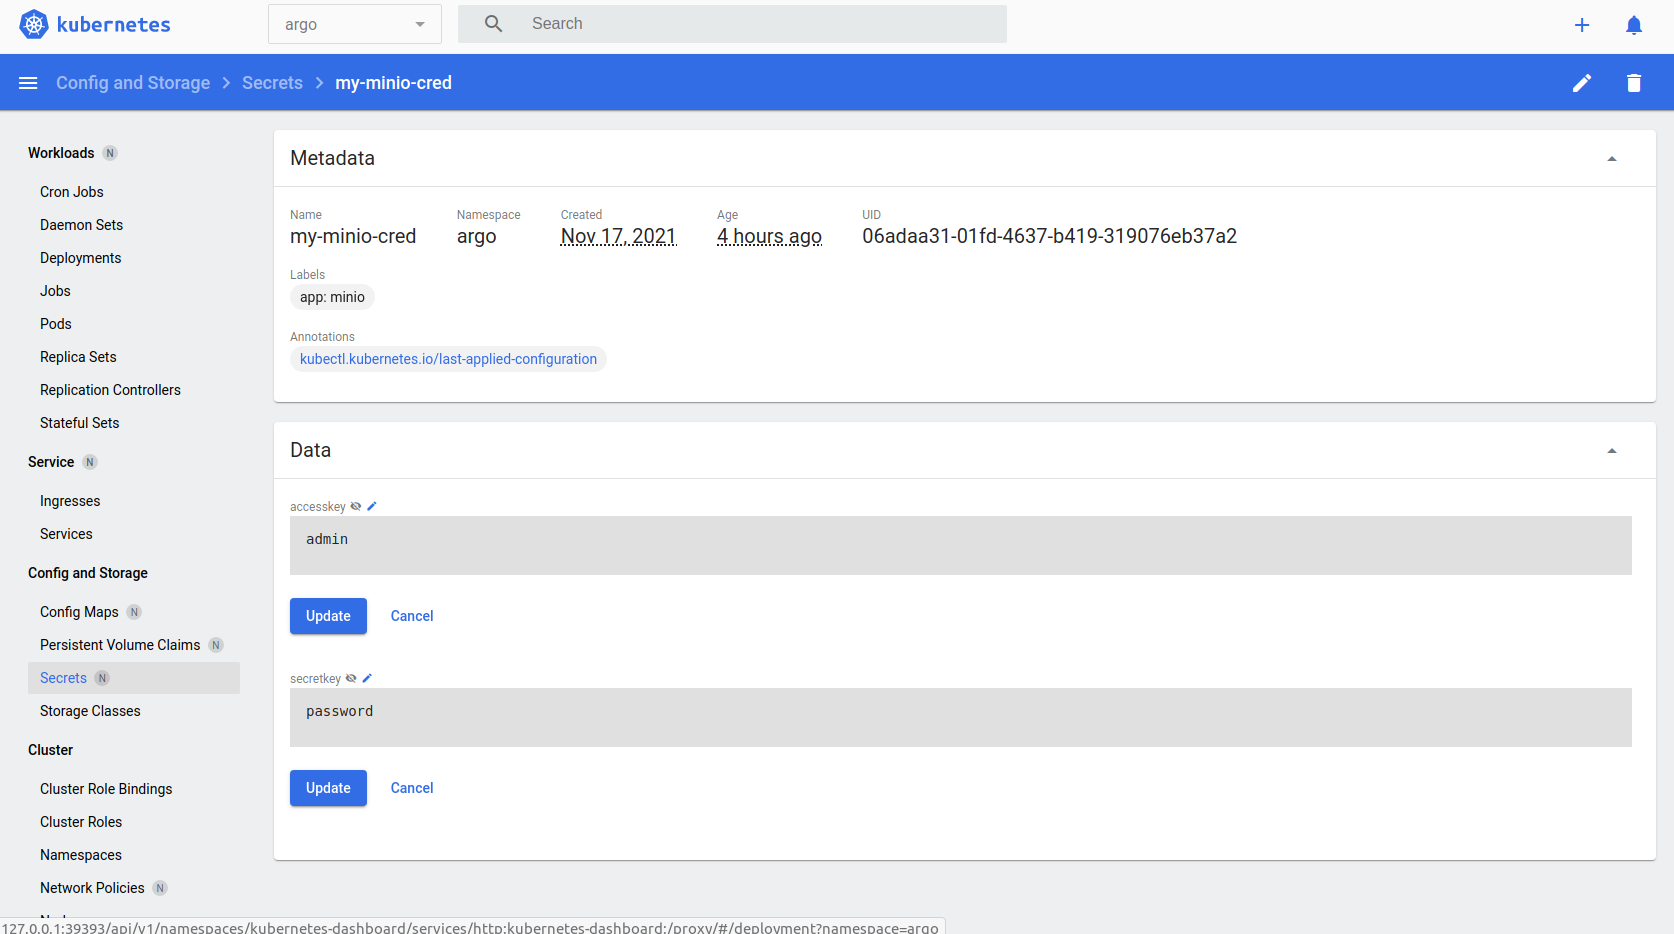 kubernetes
argo
Search
Config and Storage > Secrets > my-minio-cred
Workloads N
Cron Jobs
Daemon Sets
Deployments
Jobs
Pods
Replica Sets
Replication Controllers
Stateful Sets
Service N
Ingresses
Services
Config and Storage
Config Maps N
Persistent Volume Claims N
Secrets N
Storage Classes
Cluster
Cluster Role Bindings
Cluster Roles
Namespaces
Network Policies N
Metadata
Name
my-minio-cred
Namespace
argo
Created
Nov 17, 2021
Age
4 hours ago
UID
06adaa31-01fd-4637-b419-319076eb37a2
Labels
app: minio
Annotations
kubectl.kubernetes.io/last-applied-configuration
Data
accesskey
admin
Update Cancel
secretkey
password
Update Cancel
127.0.0.1:39393/api/v1/namespaces/kubernetes-dashboard/services/http:kubernetes-dashboard:/proxy/#/deployment?namespace=argo